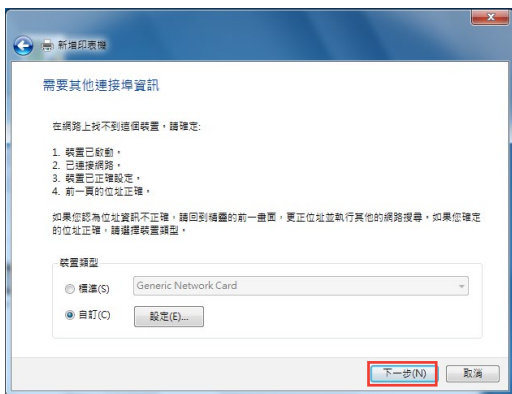 新增印表機
需要其他連接埠資訊
在網路上找不到這個裝置，請確定:
1. 裝置已啟動，
2. 已連接網路，
3. 裝置已正確設定，
4. 前一頁的位址正確，
如果您認為位址資訊不正確，請回到精靈的前一畫面，更正位址並執行其他的網路搜尋，如果您確定
的位址正確，請選擇裝置類型，
裝置類型
標準(S) Generic Network Card
自訂(C) 設定(E)...
下一步(N) 取消